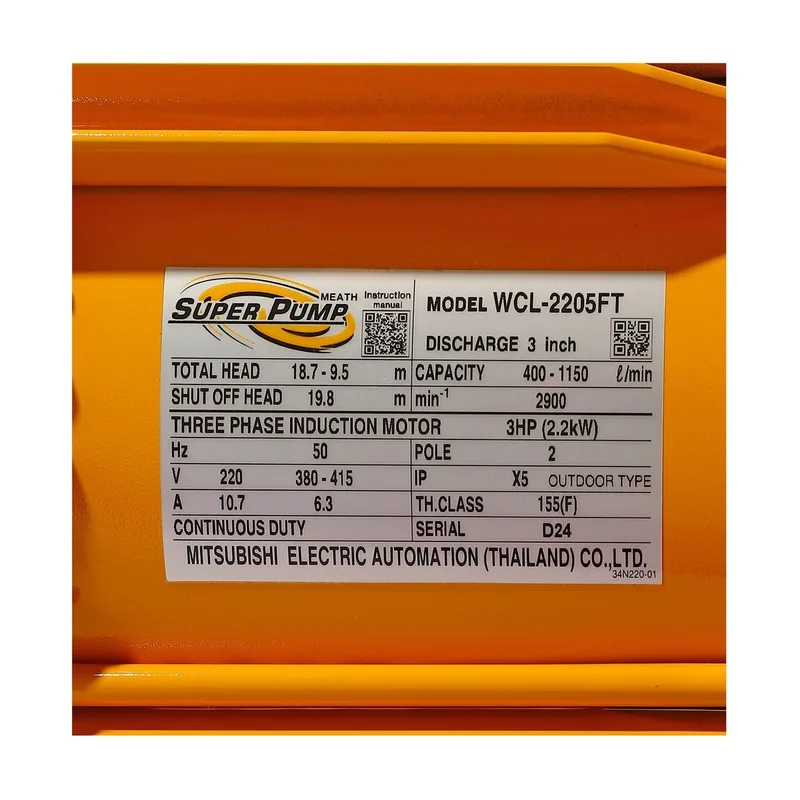 SUPER PUMP
MEATH
Instruction manual
MODEL WCL-2205FT
DISCHARGE 3 inch
TOTAL HEAD 18.7 - 9.5 m CAPACITY 400 - 1150 ℓ/min
SHUT OFF HEAD 19.8 m min⁻¹ 2900
THREE PHASE INDUCTION MOTOR 3HP (2.2kW)
Hz 50 POLE 2
V 220 380 - 415 IP X5 OUTDOOR TYPE
A 10.7 6.3 TH.CLASS 155(F)
CONTINUOUS DUTY SERIAL D24
MITSUBISHI ELECTRIC AUTOMATION (THAILAND) CO.,LTD.
34N220-01